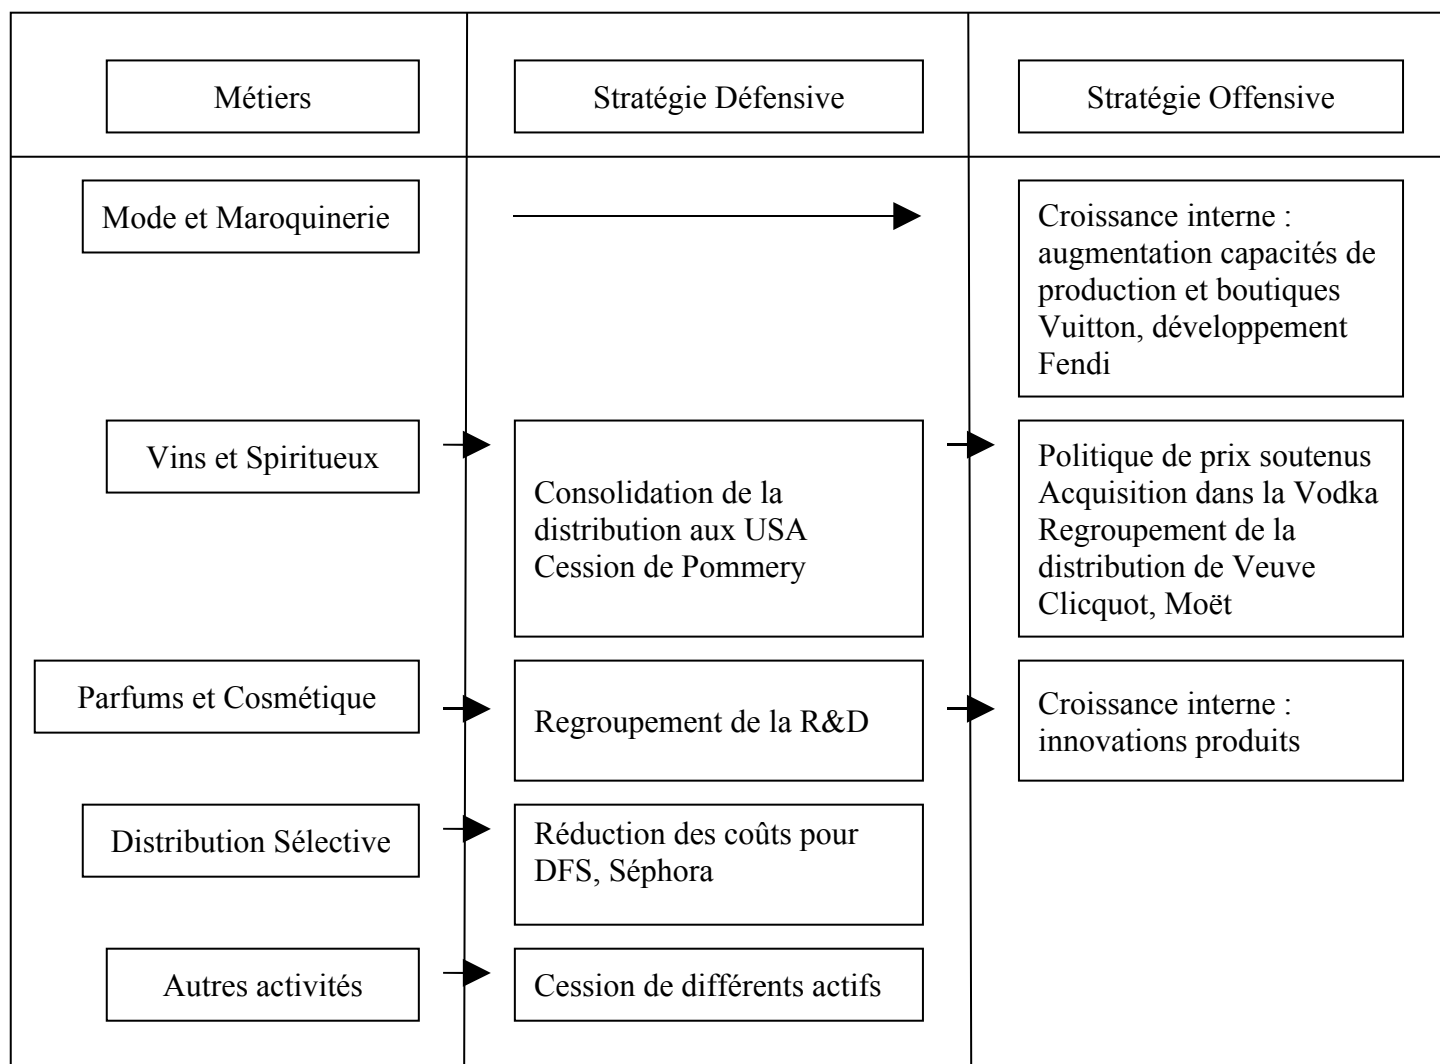 Métiers
Stratégie Défensive
Stratégie Offensive
Mode et Maroquinerie
Croissance interne :
augmentation capacités de
production et boutiques
Vuitton, développement
Fendi
Vins et Spiritueux
Consolidation de la
distribution aux USA
Cession de Pommery
Politique de prix soutenus
Acquisition dans la Vodka
Regroupement de la
distribution de Veuve
Clicquot, Moët
Parfums et Cosmétique
Regroupement de la R&D
Croissance interne :
innovations produits
Distribution Sélective
Réduction des coûts pour
DFS, Séphora
Autres activités
Cession de différents actifs